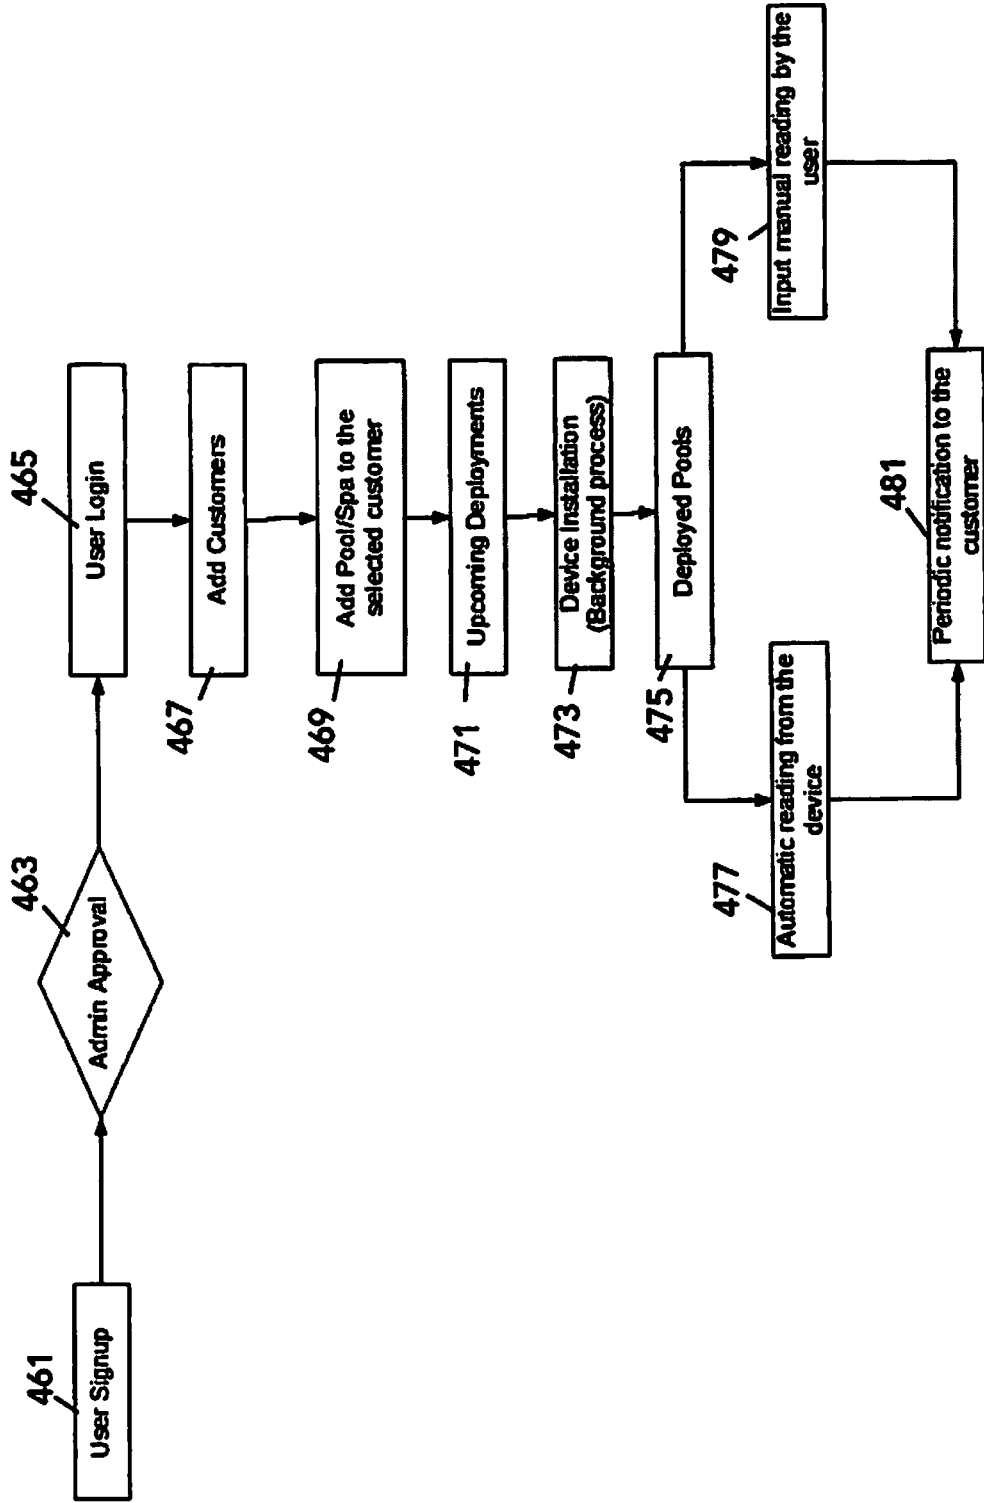 461
User Signup
463
Admin Approval
465
User Login
467
Add Customers
469
Add Pool/Spa to the
selected customer
471
Upcoming Deployments
473
Device Installation
(Background process)
475
Deployed Pools
477
Automatic reading from the
device
479
Input manual reading by the
user
481
Periodic notification to the
customer